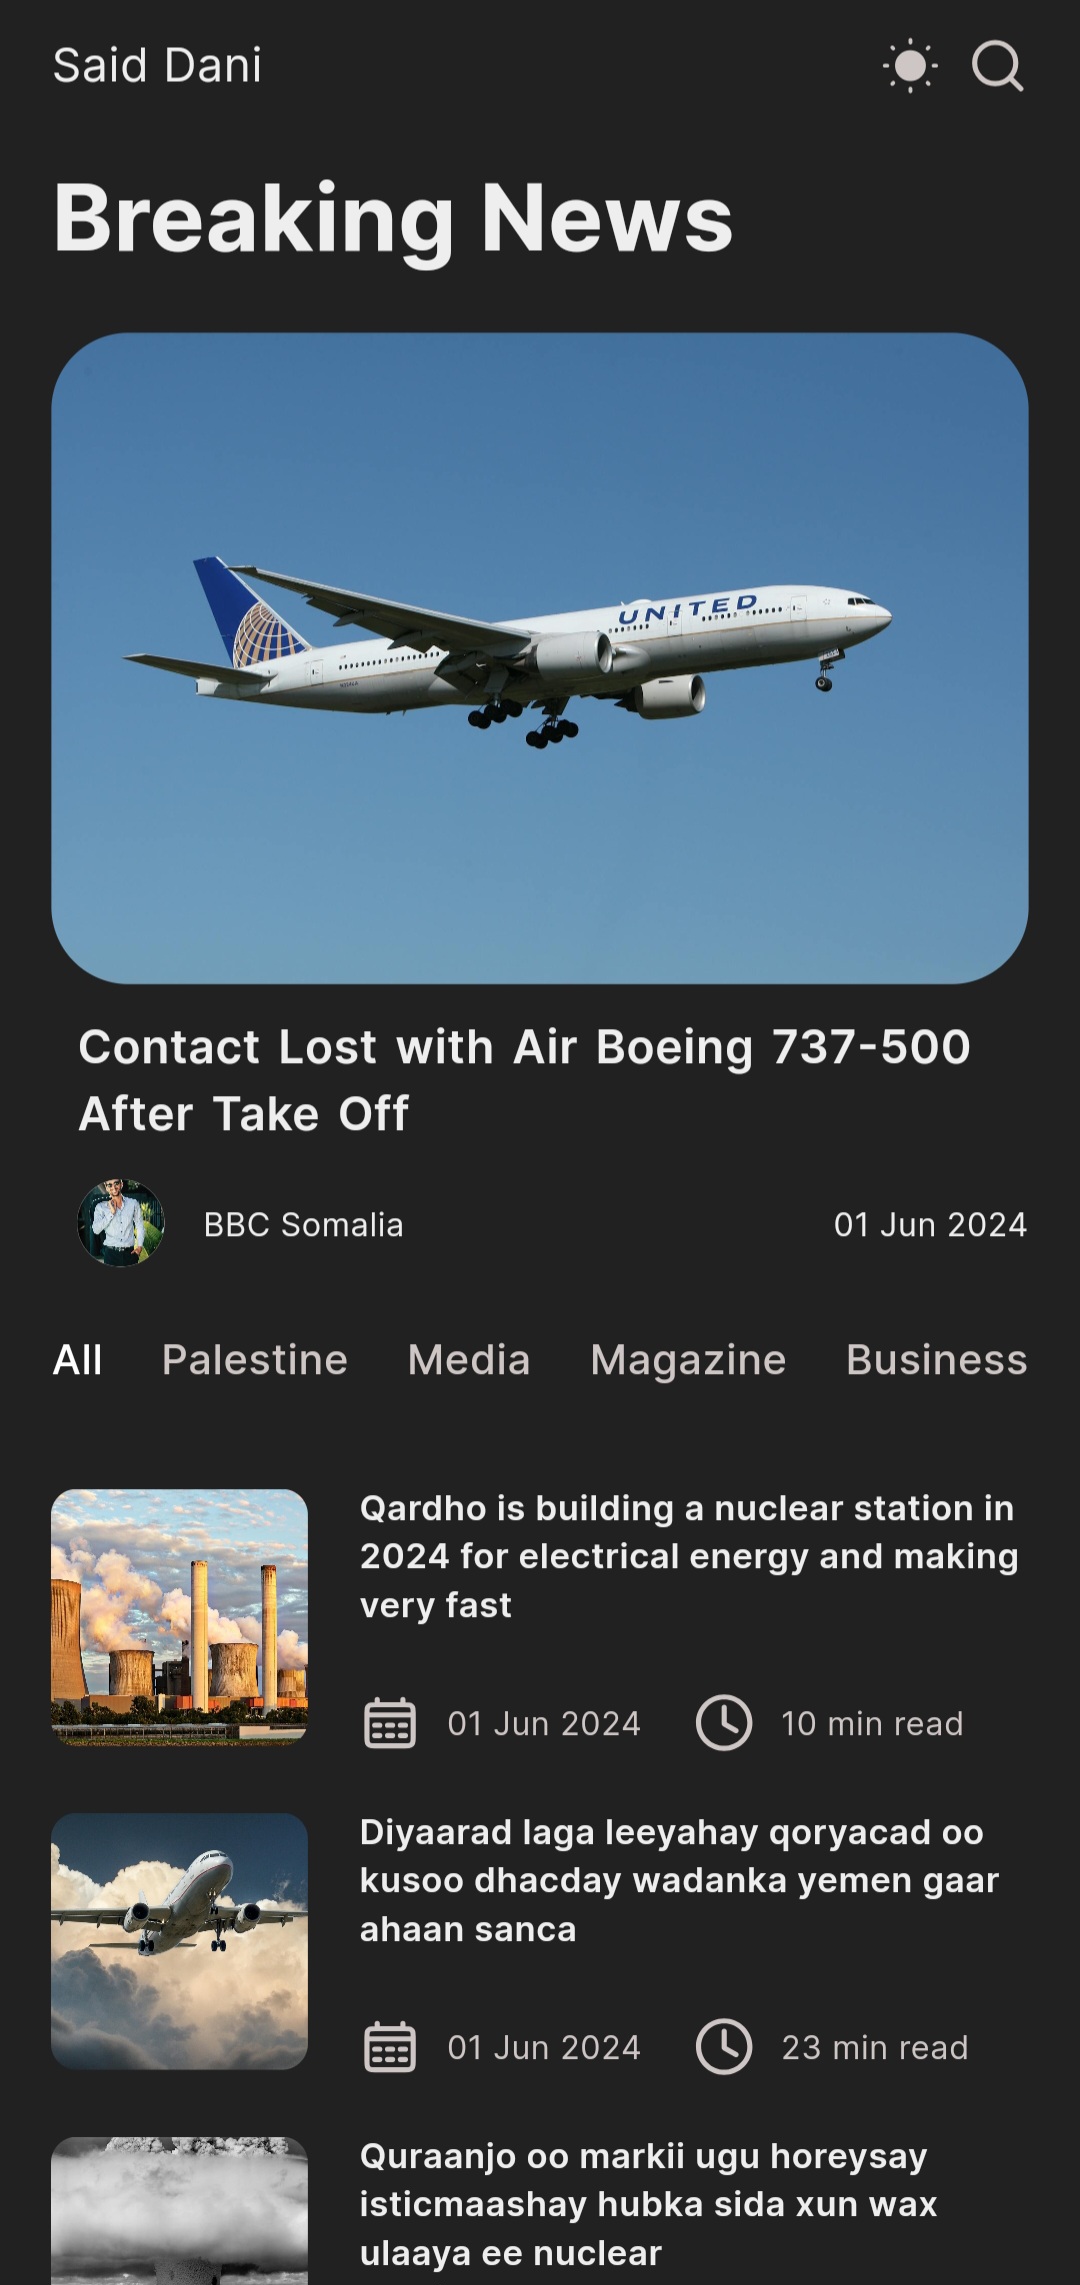 Said Dani
Breaking News
UNITED
Contact Lost with Air Boeing 737-500
After Take Off
BBC Somalia
01 Jun 2024
All
Palestine
Media
Magazine
Business
Qardho is building a nuclear station in
2024 for electrical energy and making
very fast
01 Jun 2024
10 min read
Diyaarad laga leeyahay qoryacad oo
kusoo dhacday wadanka yemen gaar
ahaan sanca
01 Jun 2024
23 min read
Quraanjo oo markii ugu horeysay
isticmaashay hubka sida xun wax
ulaaya ee nuclear